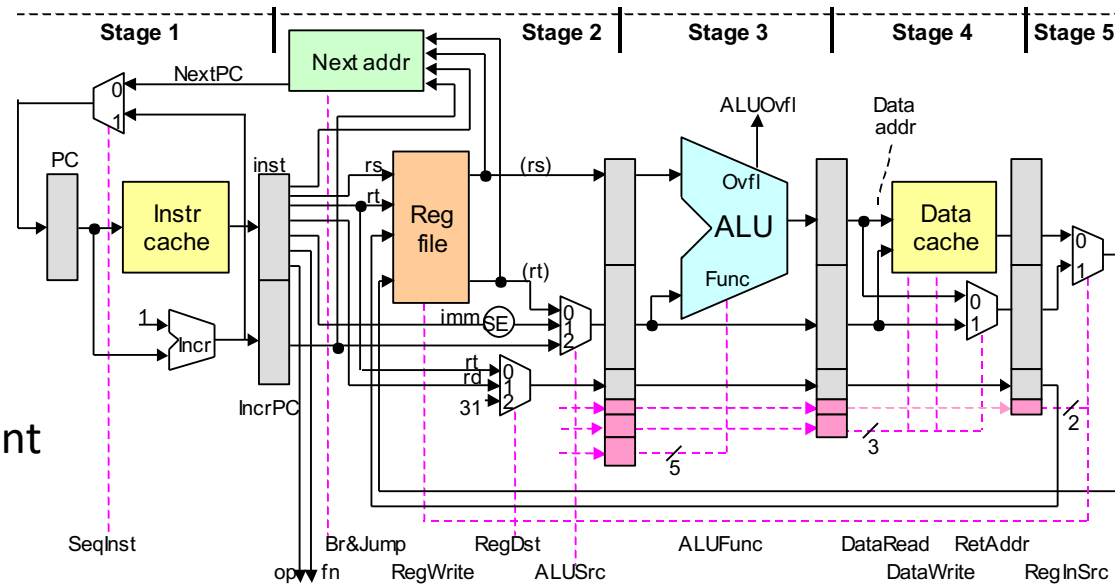 Stage 1 Stage 2 Stage 3 Stage 4 Stage 5
Next addr
NextPC
0
1
ALUOvfl
Data
addr
PC
inst
rs
(rs)
rt
Ovfl
Instr
cache
Reg
file
ALU
Data
cache
0
1
Func
(rt)
imm
SE
0
1
2
0
1
1
Incr
rt
rd
31
0
1
2
IncrPC
5
3
2
nt
SeqInst
Br&Jump
RegDst
ALUFunc
DataRead
RetAddr
op
fn
RegWrite
ALUSrc
DataWrite
RegInSrc